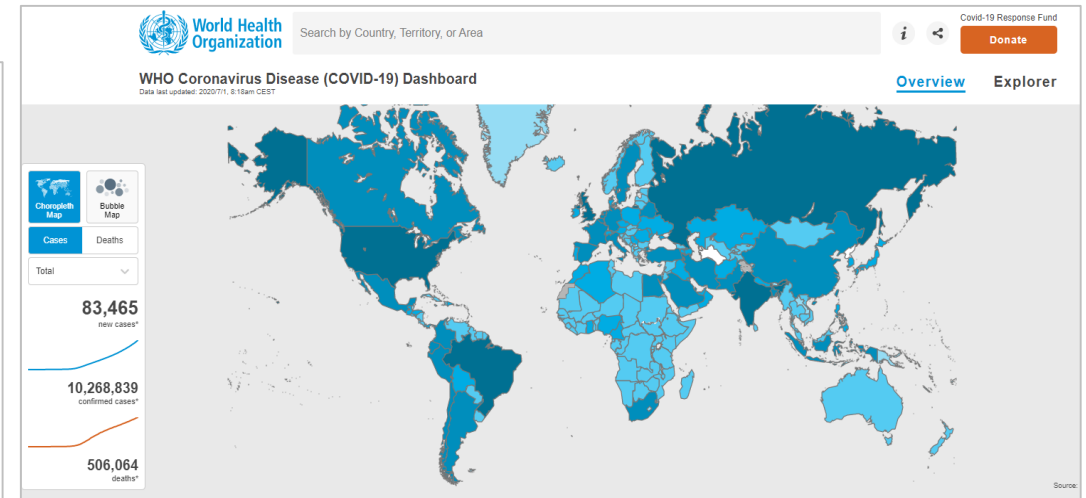 World Health
Organization
Search by Country, Territory, or Area
i
Covid-19 Response Fund
Donate
WHO Coronavirus Disease (COVID-19) Dashboard
Data last updated: 2020/7/1, 8:18am CEST
Overview
Explorer
Choropleth
Map
Bubble
Map
Cases
Deaths
Total
83,465
new cases*
10,268,839
confirmed cases*
506,064
deaths*
Source: